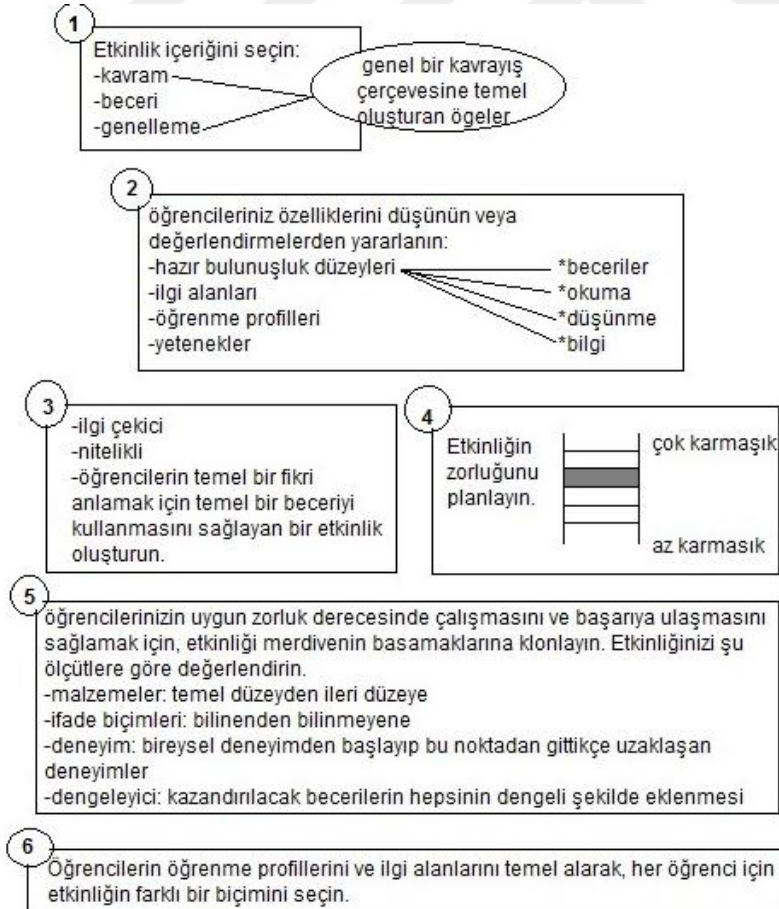 1
Etkinlik içeriğini seçin:
-kavram
-beceri
-genelleme
genel bir kavrayış
çerçevesine temel
oluşturan ögeler
2
öğrencileriniz özelliklerini düşünün veya
değerlendirmelerden yararlanın:
-hazır bulunuşluk düzeyleri
-ilgi alanları
-öğrenme profilleri
-yetenekler
*beceriler
*okuma
*düşünme
*bilgi
3
-ilgi çekici
-nitelikli
-öğrencilerin temel bir fikri
anlamak için temel bir beceriyi
kullanmasını sağlayan bir etkinlik
oluşturun.
4
Etkinliğin
zorluğunu
planlayın.
çok karmaşık
az karmasık
5
öğrencilerinizin uygun zorluk derecesinde çalışmasını ve başarıya ulaşmasını
sağlamak için, etkinliği merdivenin basamaklarına klonlayın. Etkinliğinizi şu
ölçütlere göre değerlendirin.
-malzemeler: temel düzeyden ileri düzeye
-ifade biçimleri: bilinenden bilinmeyene
-deneyim: bireysel deneyimden başlayıp bu noktadan gittikçe uzaklaşan
deneyimler
-dengeleyici: kazandırılacak becerilerin hepsinin dengeli şekilde eklenmesi
6
Öğrencilerin öğrenme profillerini ve ilgi alanlarını temel alarak, her öğrenci için
etkinliğin farklı bir biçimini seçin.